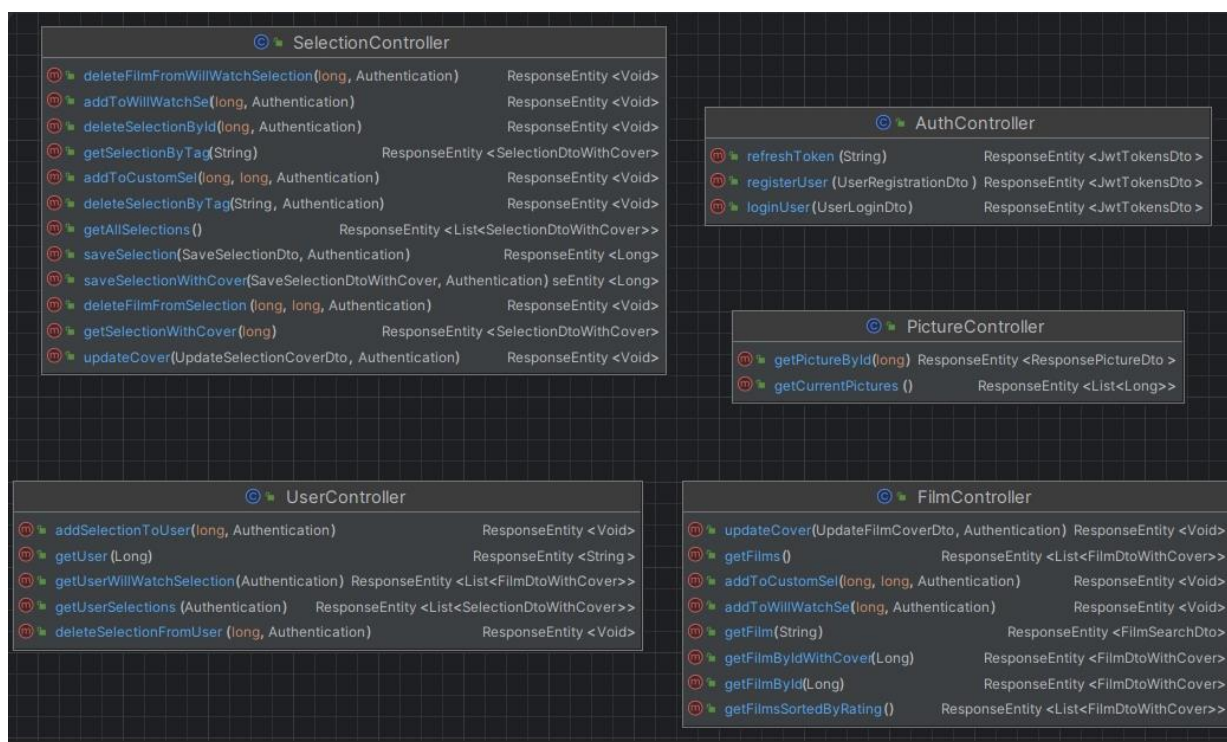 SelectionController
deleteFilmFromWillWatchSelection(long, Authentication) ResponseEntity <Void>
addToWillWatchSe(long, Authentication) ResponseEntity <Void>
deleteSelectionById(long, Authentication) ResponseEntity <Void>
getSelectionByTag(String) ResponseEntity <SelectionDtoWithCover>
addToCustomSel(long, long, Authentication) ResponseEntity <Void>
deleteSelectionByTag(String, Authentication) ResponseEntity <Void>
getAllSelections() ResponseEntity <List<SelectionDtoWithCover>>
saveSelection(SaveSelectionDto, Authentication) ResponseEntity <Long>
saveSelectionWithCover(SaveSelectionDtoWithCover, Authentication) seEntity <Long>
deleteFilmFromSelection (long, long, Authentication) ResponseEntity <Void>
getSelectionWithCover(long) ResponseEntity <SelectionDtoWithCover>
updateCover(UpdateSelectionCoverDto, Authentication) ResponseEntity <Void>
AuthController
refreshToken (String) ResponseEntity <JwtTokensDto >
registerUser (UserRegistrationDto ) ResponseEntity <JwtTokensDto >
loginUser(UserLoginDto) ResponseEntity <JwtTokensDto >
PictureController
getPictureById(long) ResponseEntity <ResponsePictureDto >
getCurrentPictures () ResponseEntity <List<Long>>
UserController
addSelectionToUser(long, Authentication) ResponseEntity <Void>
getUser (Long) ResponseEntity <String >
getUserWillWatchSelection(Authentication) ResponseEntity <List<FilmDtoWithCover>>
getUserSelections (Authentication) ResponseEntity <List<SelectionDtoWithCover>>
deleteSelectionFromUser (long, Authentication) ResponseEntity <Void>
FilmController
updateCover(UpdateFilmCoverDto, Authentication) ResponseEntity <Void>
getFilms() ResponseEntity <List<FilmDtoWithCover>>
addToCustomSel(long, long, Authentication) ResponseEntity <Void>
addToWillWatchSe(long, Authentication) ResponseEntity <Void>
getFilm(String) ResponseEntity <FilmSearchDto>
getFilmByIdWithCover(Long) ResponseEntity <FilmDtoWithCover>
getFilmById(Long) ResponseEntity <FilmDtoWithCover>
getFilmsSortedByRating() ResponseEntity <List<FilmDtoWithCover>>